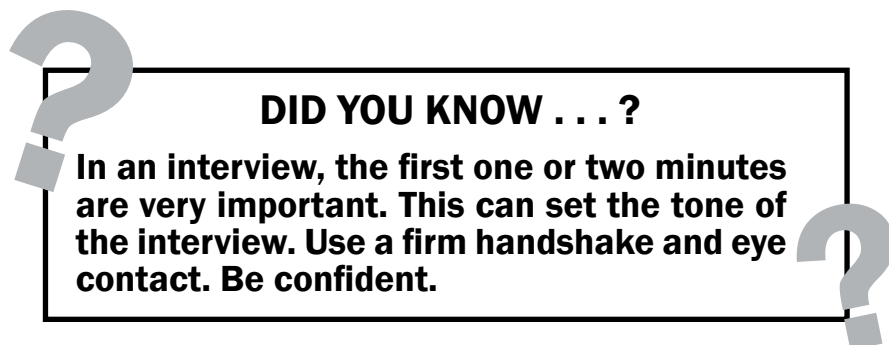 DID YOU KNOW . . . ?
In an interview, the first one or two minutes
are very important. This can set the tone of
the interview. Use a firm handshake and eye
contact. Be confident.